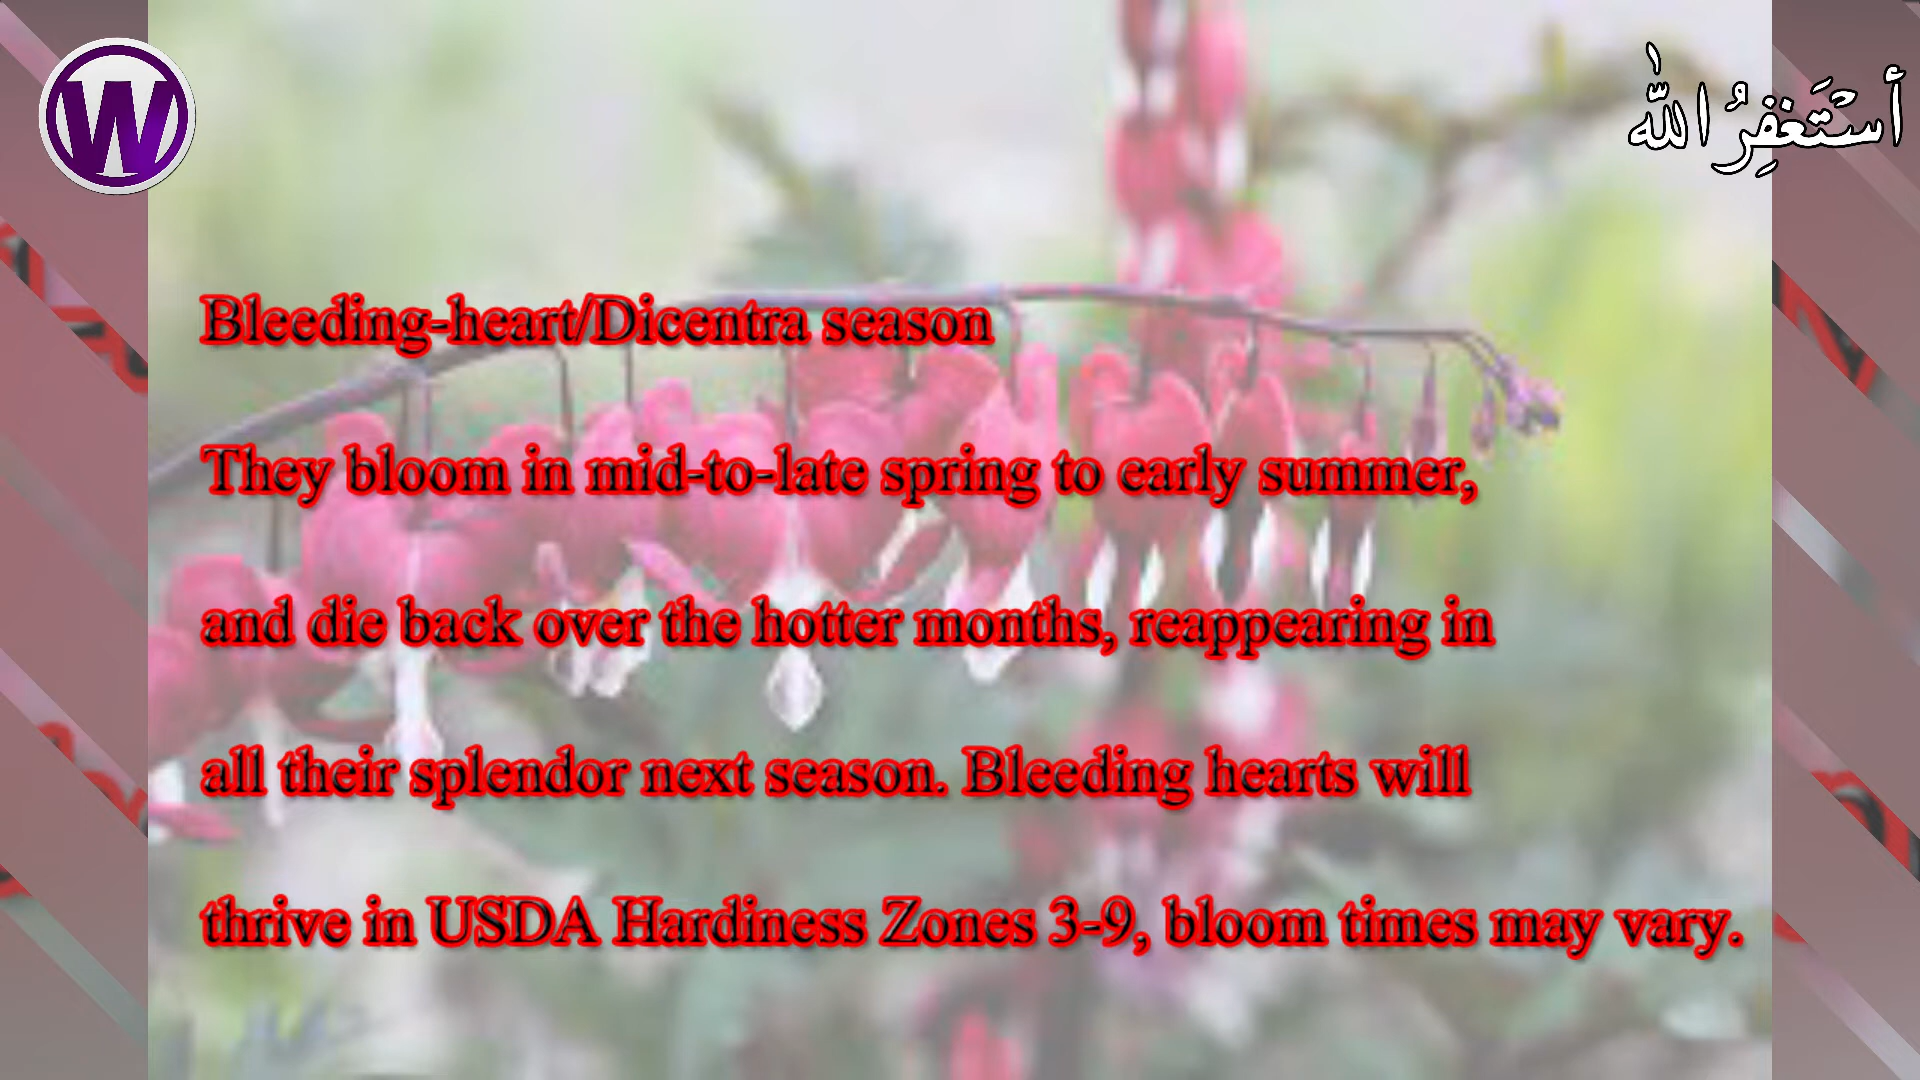 W
أَسْتَغْفِرُ اللّٰه
Bleeding-heart/Dicentra season
They bloom in mid-to-late spring to early summer,
and die back over the hotter months, reappearing in
all their splendor next season. Bleeding hearts will
thrive in USDA Hardiness Zones 3-9, bloom times may vary.